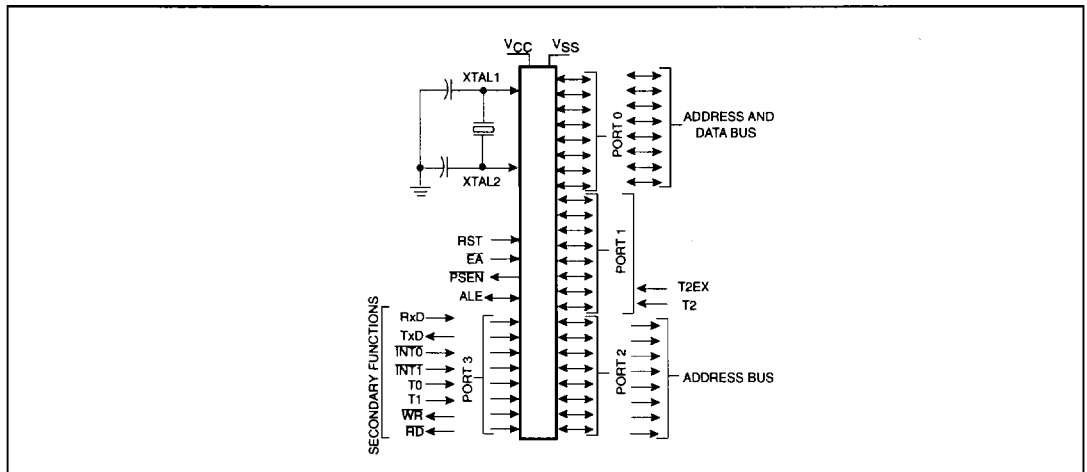 VCC VSS
XTAL1
XTAL2
PORT 0
ADDRESS AND
DATA BUS
RST
EA
PSEN
ALE
PORT 1
T2EX
T2
SECONDARY FUNCTIONS
RxD
TxD
INT0
INT1
T0
T1
WR
RD
PORT 3
PORT 2
ADDRESS BUS